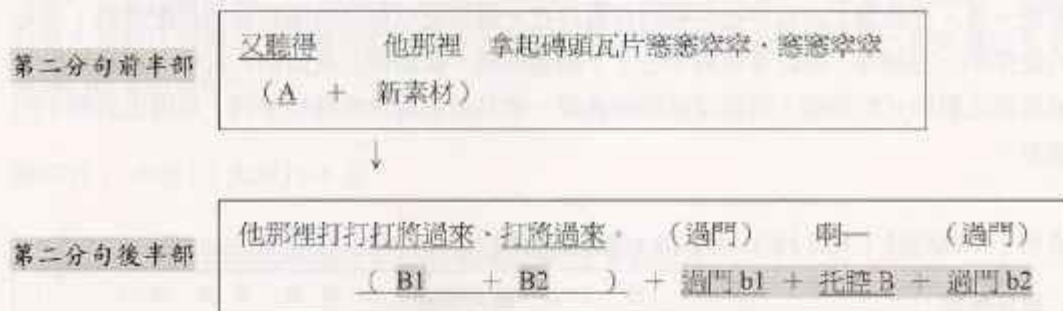 第二分句前半部
又聽得 他那裡 拿起磚頭瓦片窸窸窣窣・窸窸窣窣
(A + 新素材)
↓
第二分句後半部
他那裡打打打將過來・打將過來・ (過門) 啊— (過門)
( B1 + B2 ) + 過門 b1 + 托腔 B + 過門 b2